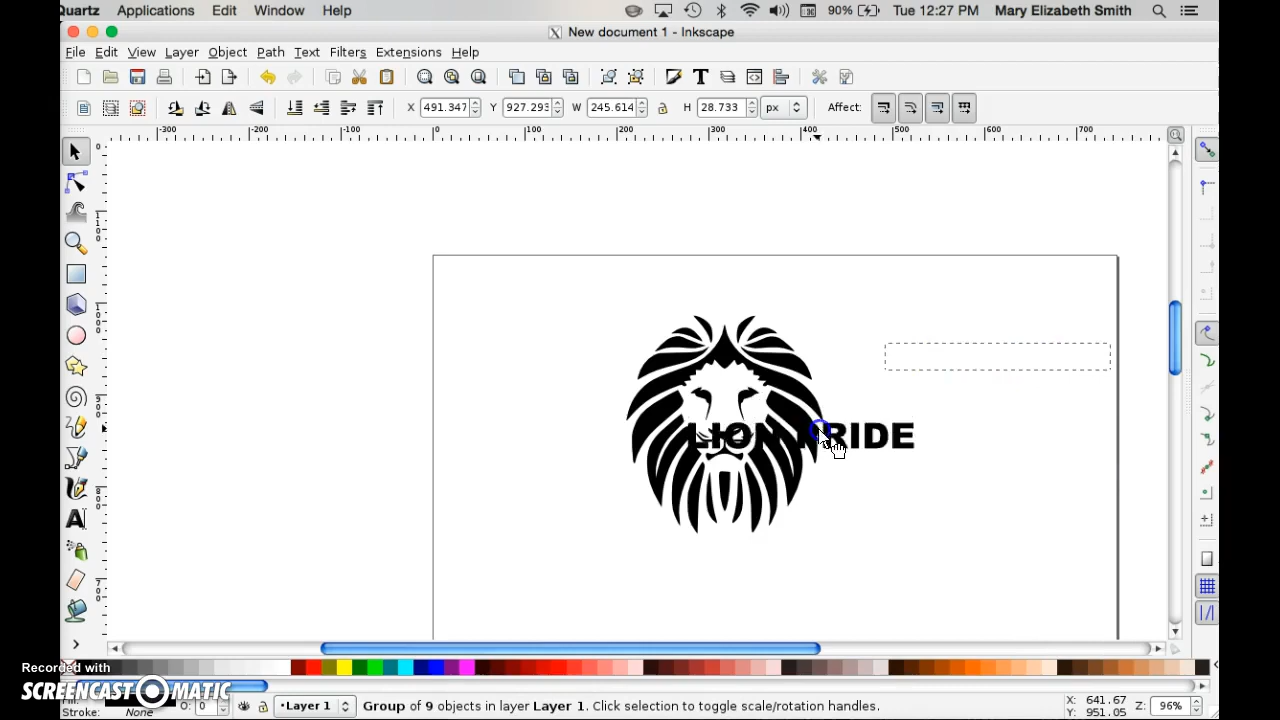 Quartz Applications Edit Window Help 90% Tue 12:27 PM Mary Elizabeth Smith
New document 1 - Inkscape
File Edit View Layer Object Path Text Filters Extensions Help
X 491.347 Y 927.293 W 245.614 H 28.733 px Affect:
-300 -200 -100 0 100 200 300 400 500 600 700
LION PRIDE
Recorded with
SCREENCAST-O-MATIC
Fill:
Stroke: None O: 0 •Layer 1 Group of 9 objects in layer Layer 1. Click selection to toggle scale/rotation handles. X: 641.67 Y: 951.05 Z: 96%